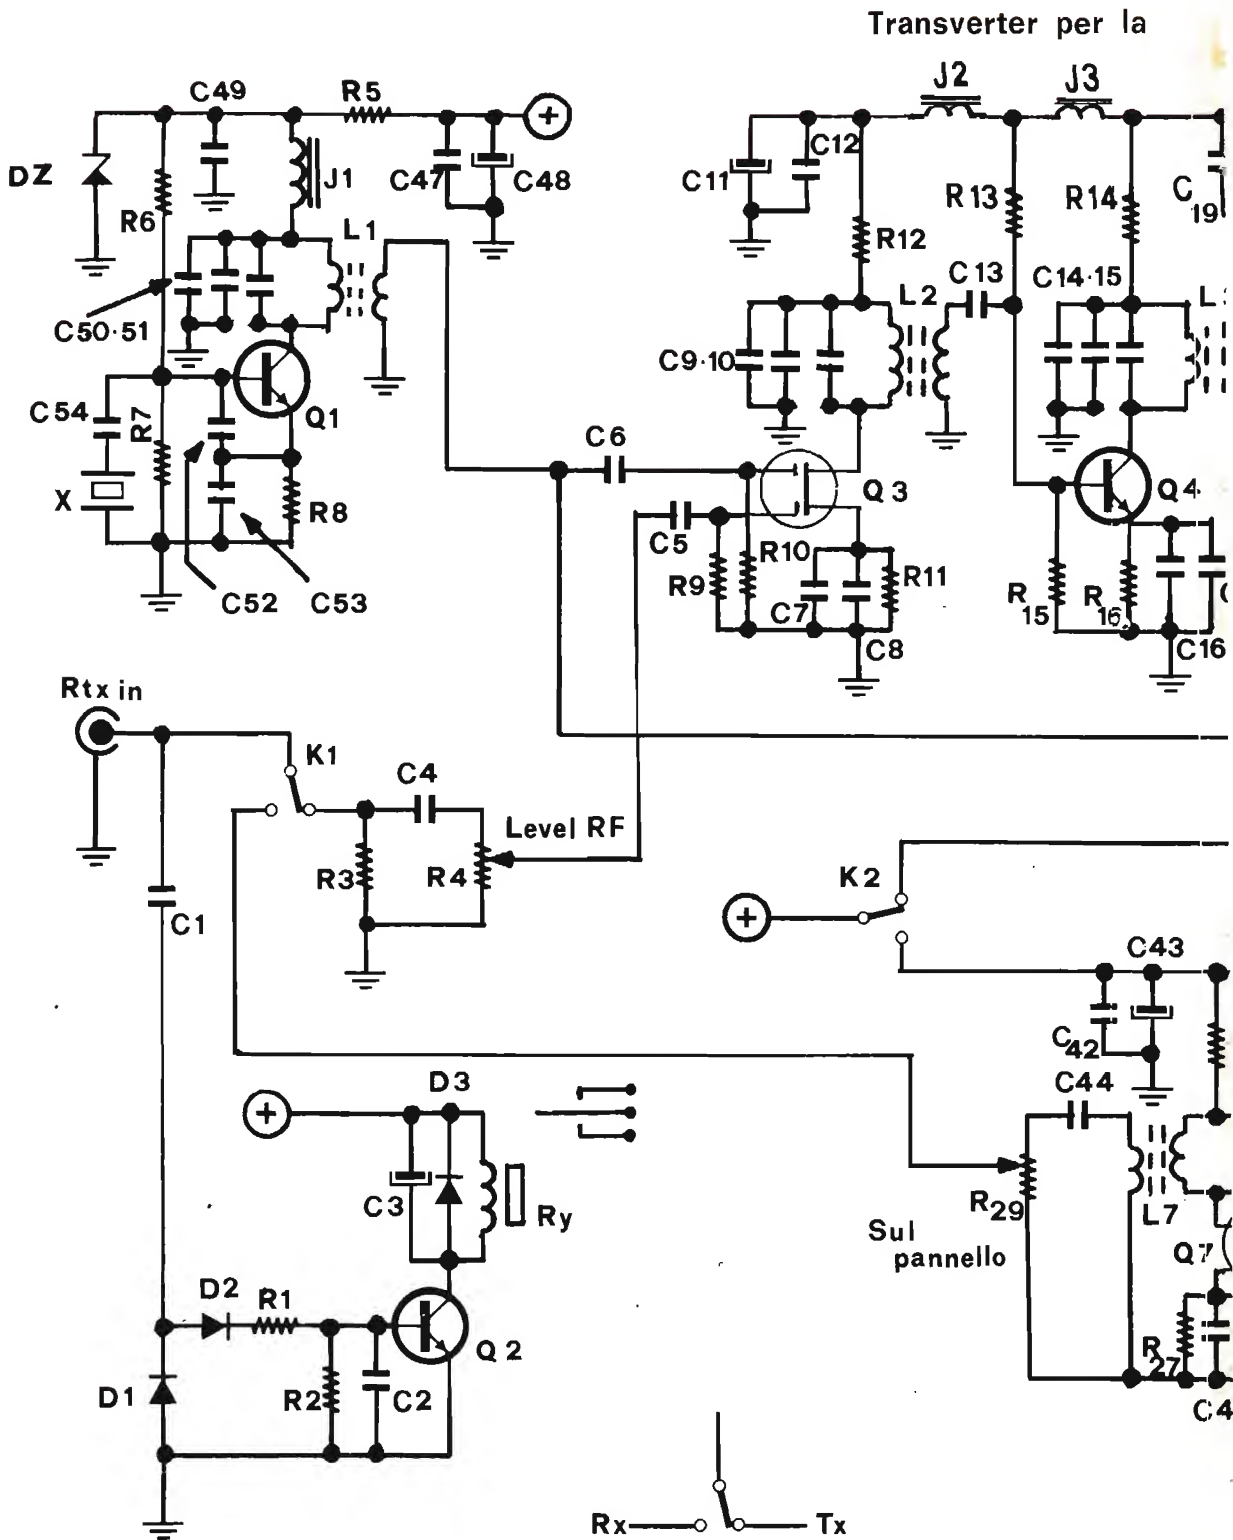 Transverter per la
J2
J3
C49
R5
+
DZ
J1
C47
C48
C11
C12
R6
R13
R14
C19
L1
R12
C13
C14·15
L2
C50·51
C9·10
C54
R7
Q1
C6
Q3
Q4
X
R8
C5
R10
R9
R11
R15
R16
C52
C53
C7
C8
C16
Rtx in
K1
C4
Level RF
R3
R4
K2
+
C1
C43
C42
C44
D3
+
C3
Ry
R29
L7
Sul
pannello
Q7
D2
R1
Q2
R27
D1
R2
C2
C4
Rx
Tx